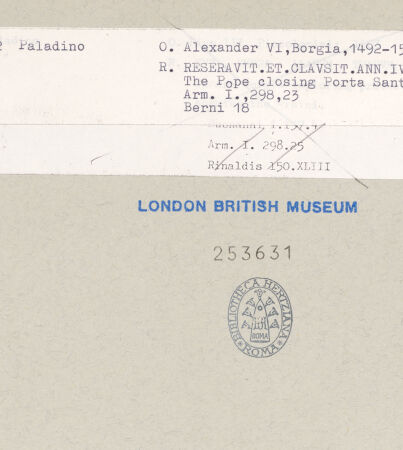 Paladino O. Alexander VI,Borgia,1492-15
R. RESERAVIT.ET.CLAVSIT.ANN.IV
The Pope closing Porta Sant
Arm. I.,298,23
Berni 18
Arm. I. 298.25
Rinaldis 150.XLIII
LONDON BRITISH MUSEUM
253631
BIBLIOTHECA HERTZIANA
ROMA
ROMA